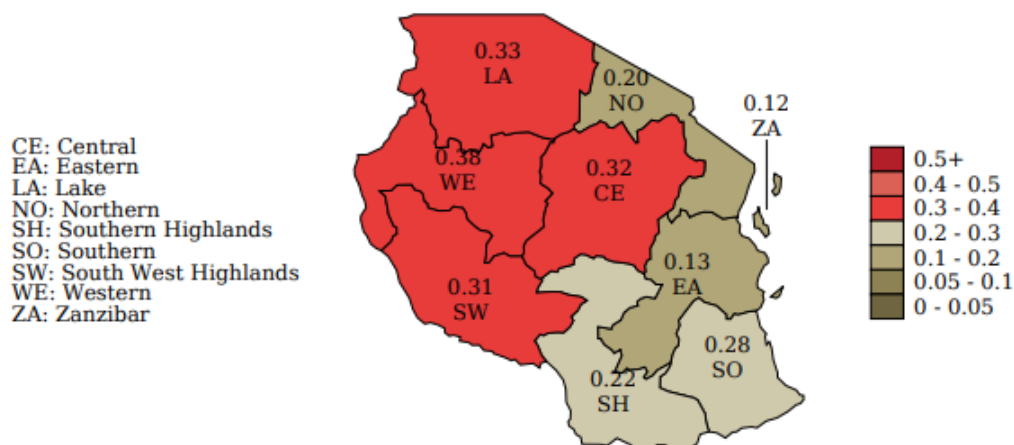 0.33
LA
0.20
NO
0.12
ZA
0.38
WE
0.32
CE
0.31
SW
0.13
EA
0.28
SO
0.22
SH
CE: Central
EA: Eastern
LA: Lake
NO: Northern
SH: Southern Highlands
SO: Southern
SW: South West Highlands
WE: Western
ZA: Zanzibar
0.5+
0.4 - 0.5
0.3 - 0.4
0.2 - 0.3
0.1 - 0.2
0.05 - 0.1
0 - 0.05